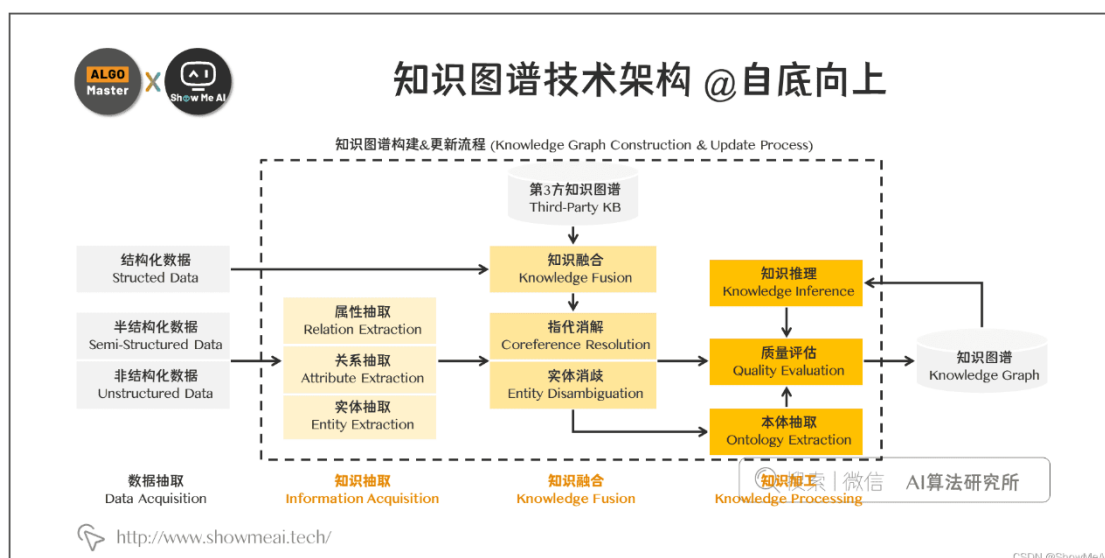 ALGO
Master
X
Show Me AI
知识图谱技术架构 @自底向上
知识图谱构建&更新流程 (Knowledge Graph Construction & Update Process)
第3方知识图谱
Third-Party KB
结构化数据
Structed Data
知识融合
Knowledge Fusion
知识推理
Knowledge Inference
属性抽取
Relation Extraction
半结构化数据
Semi-Structured Data
指代消解
Coreference Resolution
关系抽取
Attribute Extraction
质量评估
Quality Evaluation
知识图谱
Knowledge Graph
非结构化数据
Unstructured Data
实体消歧
Entity Disambiguation
实体抽取
Entity Extraction
本体抽取
Ontology Extraction
数据抽取
Data Acquisition
知识抽取
Information Acquisition
知识融合
Knowledge Fusion
知识加工
Knowledge Processing
搜索 | 微信 AI算法研究所
http://www.showmeai.tech/
CSDN @ShowMeAI